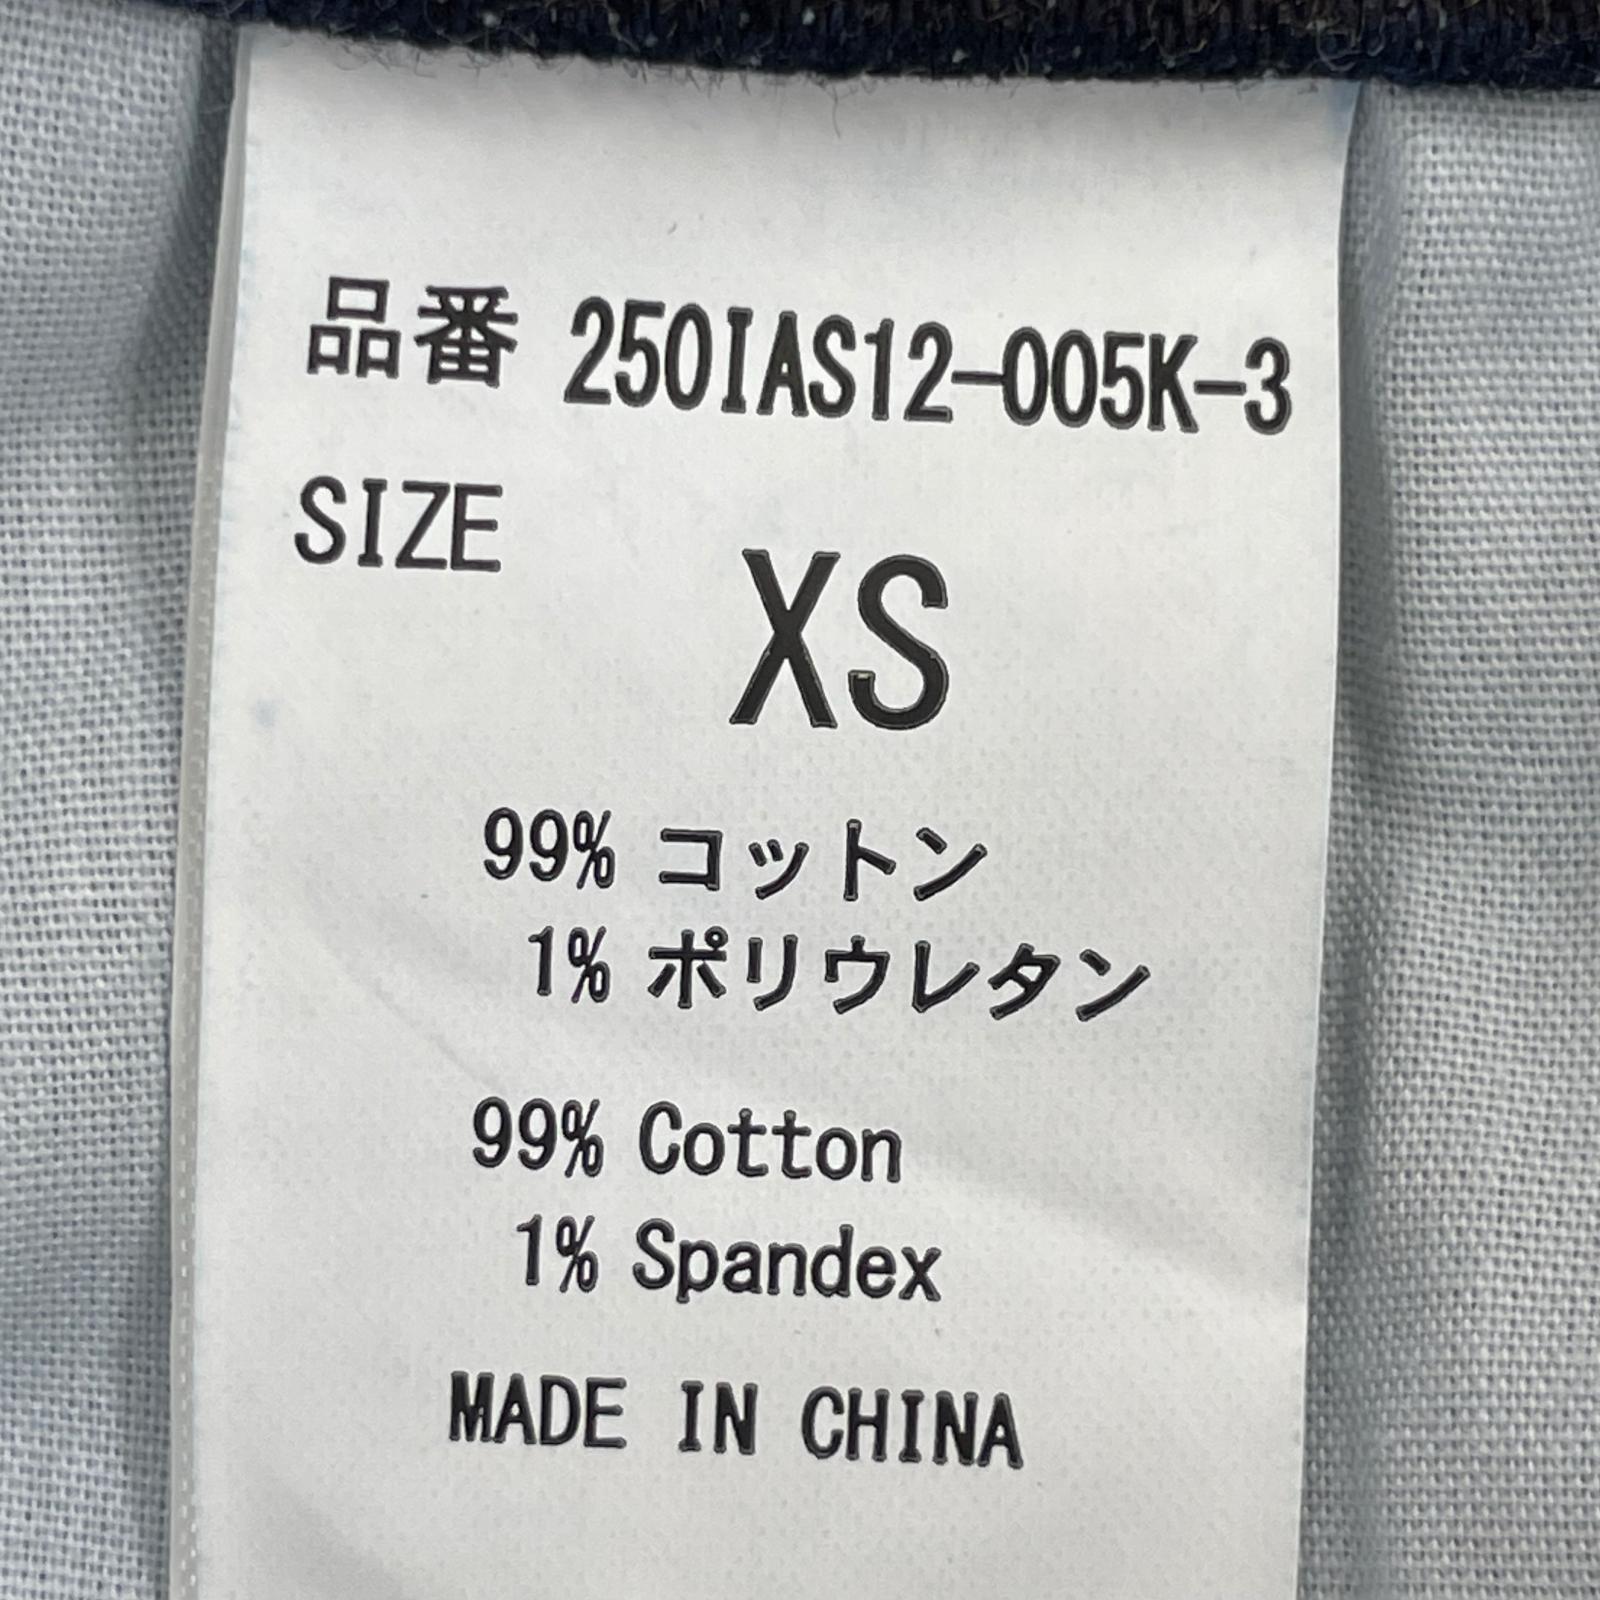 品番 250IAS12-005K-3
SIZE
XS
99% コットン
1% ポリウレタン
99% Cotton
1% Spandex
MADE IN CHINA